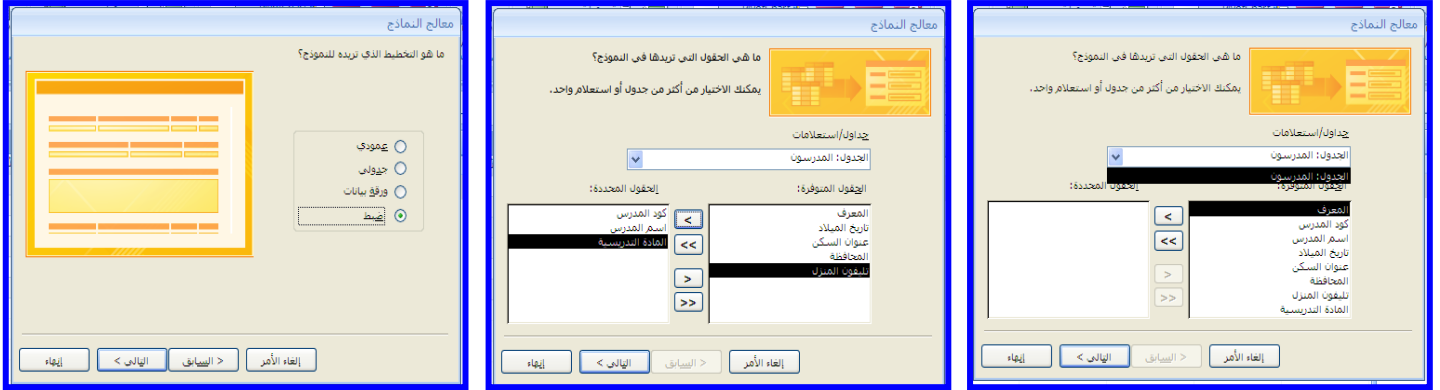 معالج النماذج
ما هي الحقول التي تريدها في النموذج؟
يمكنك الاختيار من أكثر من جدول أو استعلام واحد.
جداول/استعلامات
الجدول: المدرسون
الجدول: المدرسون
الحقول المتوفرة:
الحقول المحددة:
المعرف
كود المدرس
اسم المدرس
تاريخ الميلاد
عنوان السكن
المحافظة
تليفون المنزل
المادة التدريسية
>
>>
<
<<
إلغاء الأمر
< السابق
التالي >
إنهاء
معالج النماذج
ما هي الحقول التي تريدها في النموذج؟
يمكنك الاختيار من أكثر من جدول أو استعلام واحد.
جداول/استعلامات
الجدول: المدرسون
الحقول المتوفرة:
الحقول المحددة:
المعرف
تاريخ الميلاد
عنوان السكن
المحافظة
تليفون المنزل
>
>>
<
<<
كود المدرس
اسم المدرس
المادة التدريسية
إلغاء الأمر
< السابق
التالي >
إنهاء
معالج النماذج
ما هو التخطيط الذي تريده للنموذج؟
عمودي
جدولي
ورقة بيانات
ضبط
إلغاء الأمر
< السابق
التالي >
إنهاء